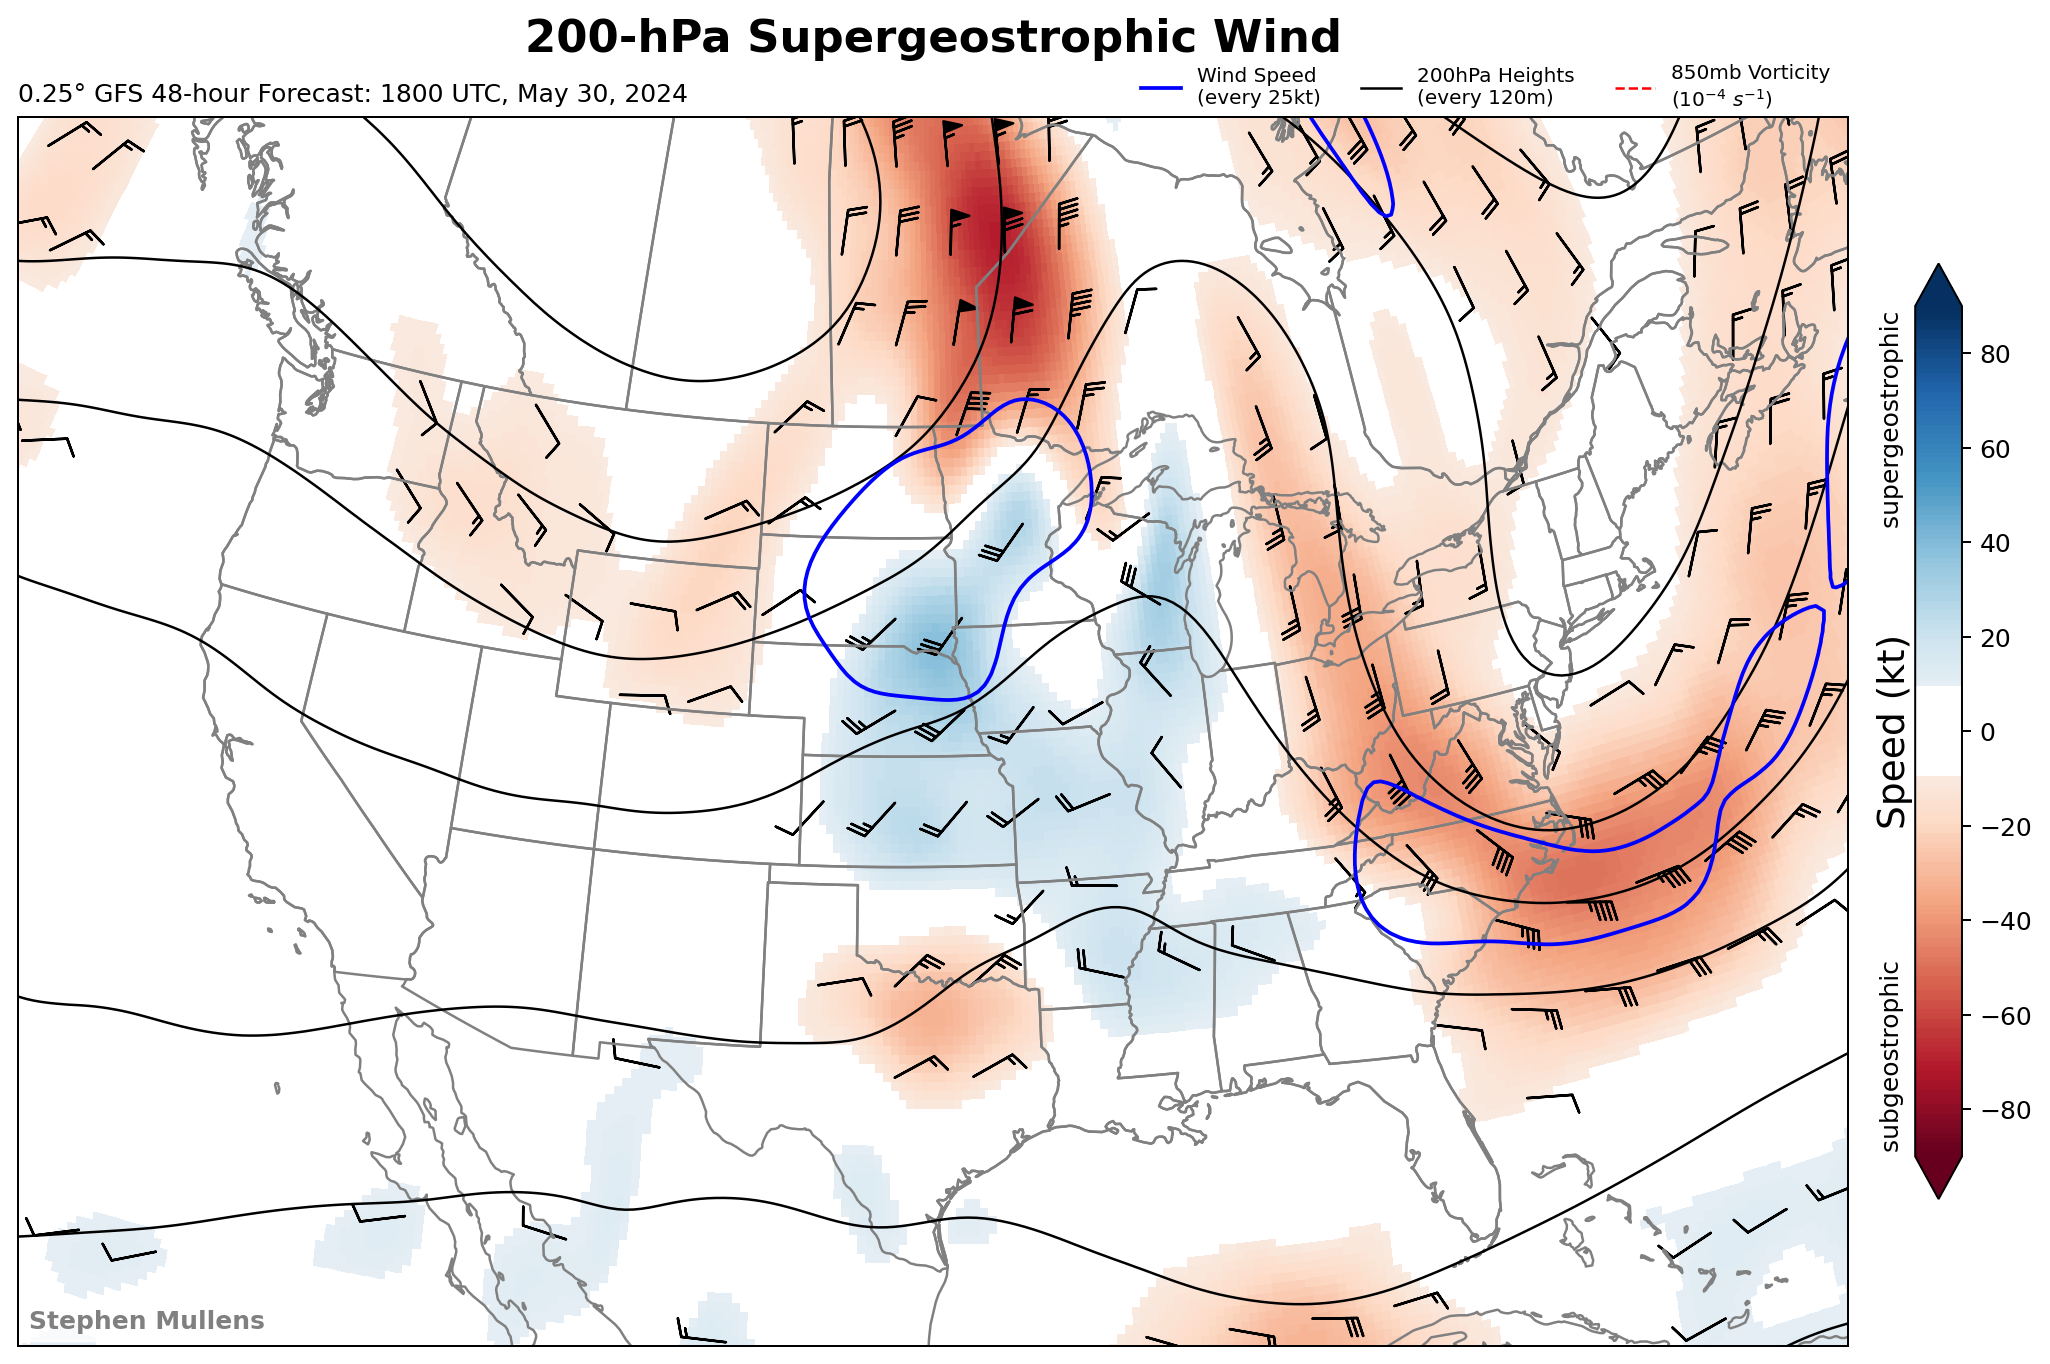 200-hPa Supergeostrophic Wind
0.25° GFS 48-hour Forecast: 1800 UTC, May 30, 2024
Wind Speed
(every 25kt)
200hPa Heights
(every 120m)
850mb Vorticity
(10⁻⁴ s⁻¹)
supergeostrophic
subgeostrophic
Speed (kt)
80
60
40
20
0
−20
−40
−60
−80
Stephen Mullens